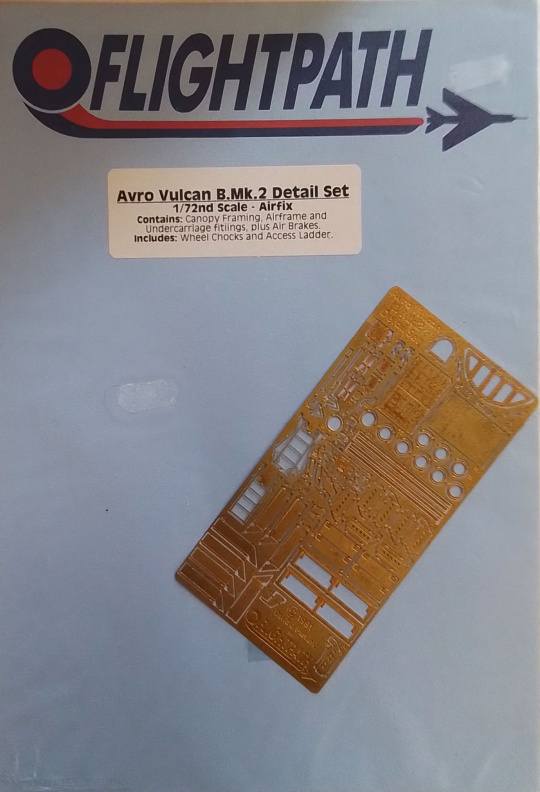 FLIGHTPATH
Avro Vulcan B.Mk.2 Detail Set
1/72nd Scale - Airfix
Contains: Canopy Framing, Airframe and
Undercarriage fitiings, plus Air Brakes.
Includes: Wheel Chocks and Access Ladder.